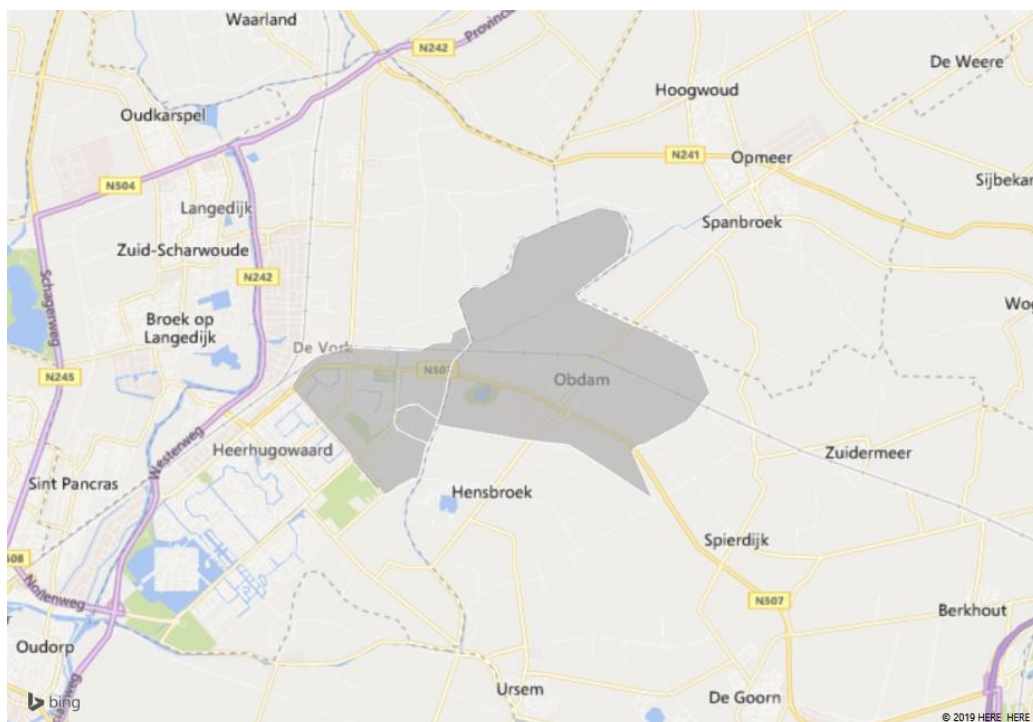 Waarland
N242
Provinc
De Weere
Hoogwoud
Oudkarspel
N241
Opmeer
N504
Sijbekar
Langedijk
Spanbroek
Zuid-Scharwoude
N242
Schagerweg
Wog
Broek op
Langedijk
De Vork
N245
N507
Obdam
Westerweg
Heerhugowaard
Zuidermeer
Sint Pancras
Hensbroek
Spierdijk
508
Nollenweg
N507
Berkhout
Oudorp
Ursem
De Goorn
bing
© 2019 HERE HERE